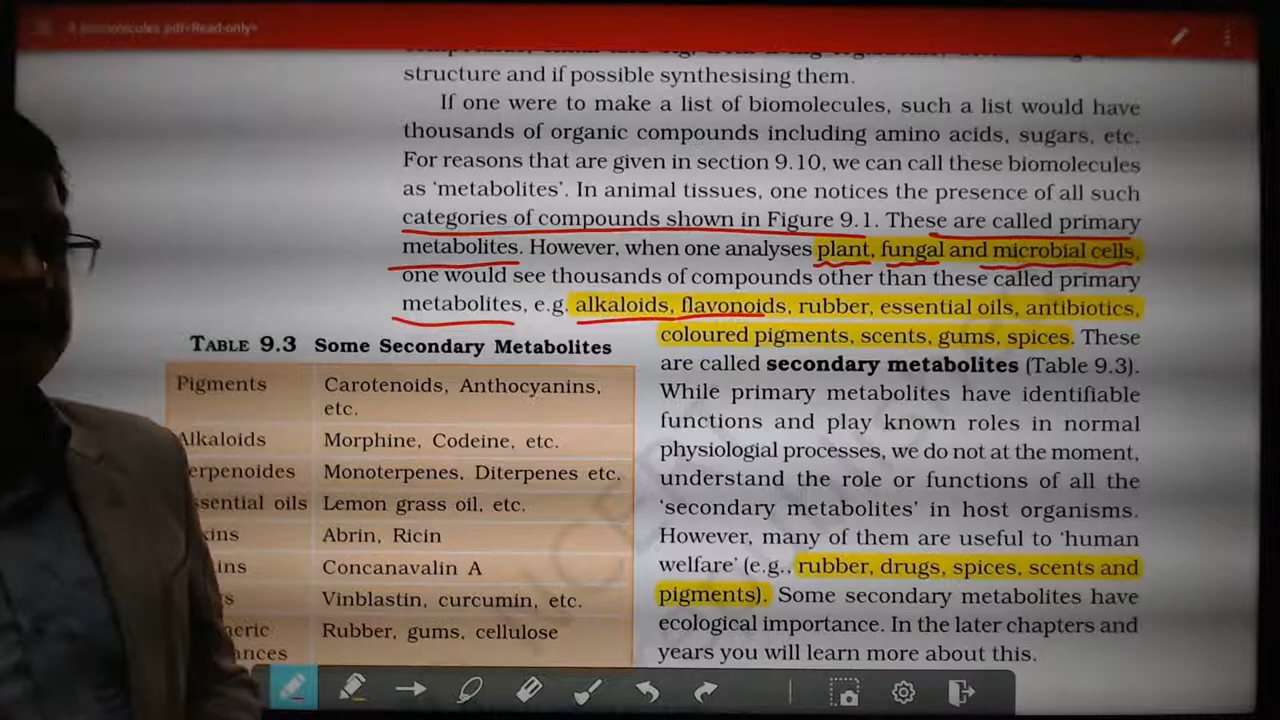 Biomolecules.pdf<Read-only>
structure and if possible synthesising them.
If one were to make a list of biomolecules, such a list would have
thousands of organic compounds including amino acids, sugars, etc.
For reasons that are given in section 9.10, we can call these biomolecules
as ‘metabolites’. In animal tissues, one notices the presence of all such
categories of compounds shown in Figure 9.1. These are called primary
metabolites. However, when one analyses plant, fungal and microbial cells,
one would see thousands of compounds other than these called primary
metabolites, e.g. alkaloids, flavonoids, rubber, essential oils, antibiotics,
coloured pigments, scents, gums, spices. These
are called secondary metabolites (Table 9.3).
While primary metabolites have identifiable
functions and play known roles in normal
physiological processes, we do not at the moment,
understand the role or functions of all the
‘secondary metabolites’ in host organisms.
However, many of them are useful to ‘human
welfare’ (e.g., rubber, drugs, spices, scents and
pigments). Some secondary metabolites have
ecological importance. In the later chapters and
years you will learn more about this.
TABLE 9.3 Some Secondary Metabolites
Pigments Carotenoids, Anthocyanins,
etc.
Alkaloids Morphine, Codeine, etc.
erpenoides Monoterpenes, Diterpenes etc.
ssential oils Lemon grass oil, etc.
Abrin, Ricin
Concanavalin A
Vinblastin, curcumin, etc.
Rubber, gums, cellulose